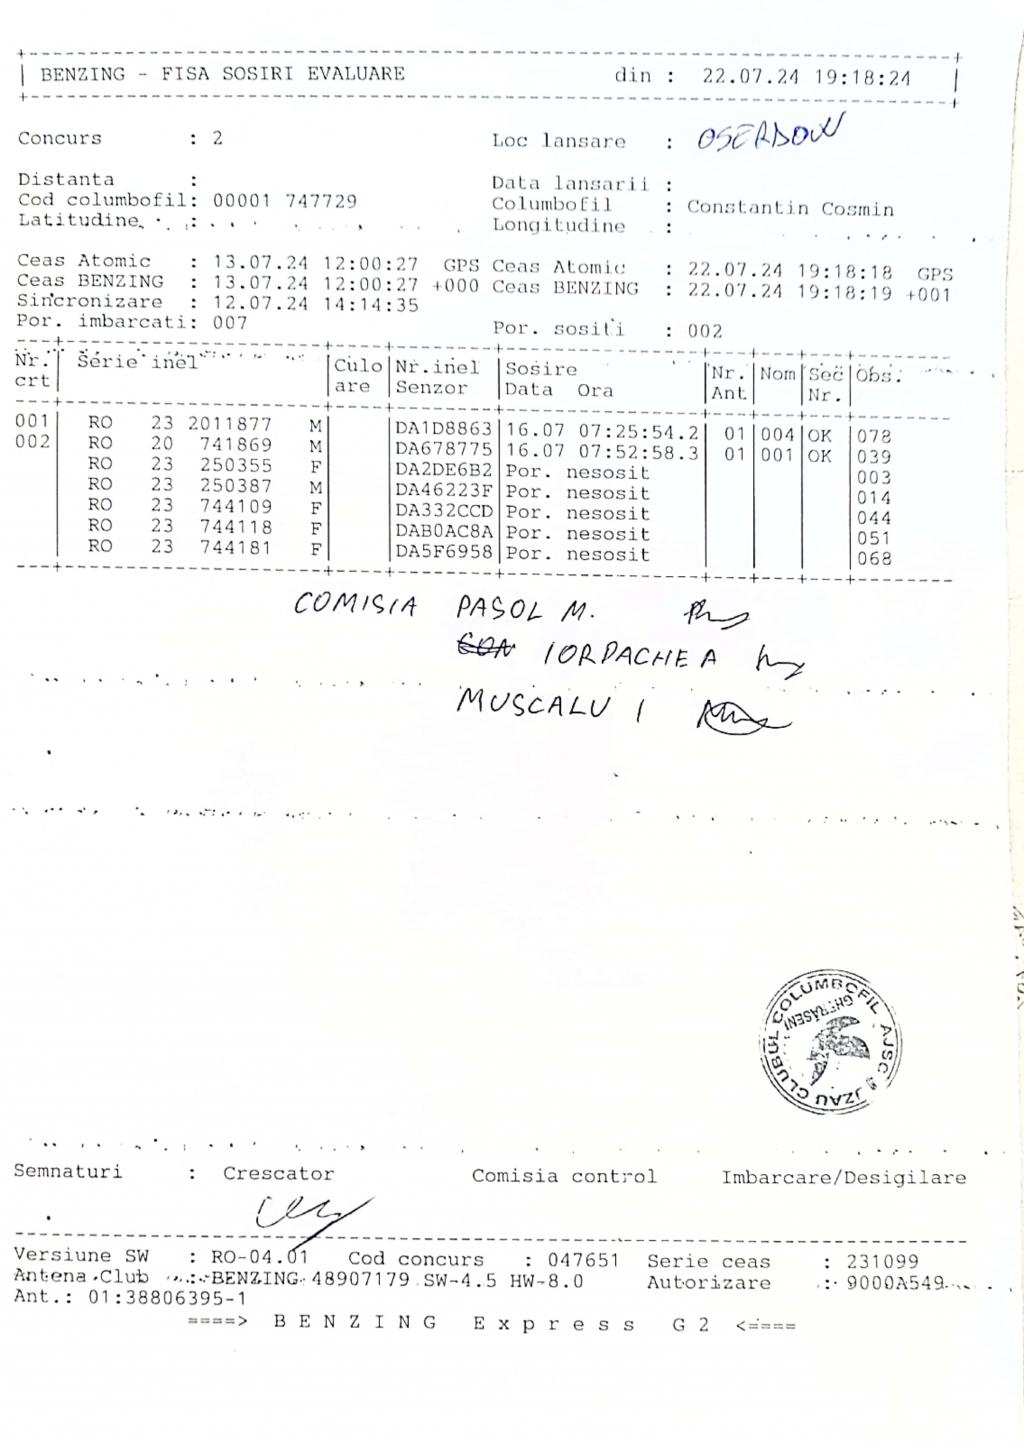 BENZING - FISA SOSIRI EVALUARE din : 22.07.24 19:18:24
Concurs : 2 Loc lansare : OSERDOW
Distanta : Data lansarii :
Cod columbofil: 00001 747729 Columbofil : Constantin Cosmin
Latitudine : Longitudine :
Ceas Atomic : 13.07.24 12:00:27 GPS Ceas Atomic : 22.07.24 19:18:18 GPS
Ceas BENZING : 13.07.24 12:00:27 +000 Ceas BENZING : 22.07.24 19:18:19 +001
Sincronizare : 12.07.24 14:14:35
Por. imbarcati: 007 Por. sositi : 002
Nr. Serie inel Culo Nr.inel Sosire Nr. Nom Sec Obs.
crt are Senzor Data Ora Ant Nr.
001 RO 23 2011877 M DA1D8863 16.07 07:25:54.2 01 004 OK 078
002 RO 20 741869 M DA678775 16.07 07:52:58.3 01 001 OK 039
RO 23 250355 F DA2DE6B2 Por. nesosit 003
RO 23 250387 M DA46223F Por. nesosit 014
RO 23 744109 F DA332CCD Por. nesosit 044
RO 23 744118 F DAB0AC8A Por. nesosit 051
RO 23 744181 F DA5F6958 Por. nesosit 068
COMISIA PASOL M.
IORPACHE A
MUSCALU I
CLUBUL COLUMBOFIL AJSC BUZAU
GHERASENI
Semnaturi : Crescator Comisia control Imbarcare/Desigilare
Versiune SW : RO-04.01 Cod concurs : 047651 Serie ceas : 231099
Antena Club : BENZING 48907179 SW-4.5 HW-8.0 Autorizare : 9000A549
Ant.: 01:38806395-1
====> B E N Z I N G E x p r e s s G 2 <====